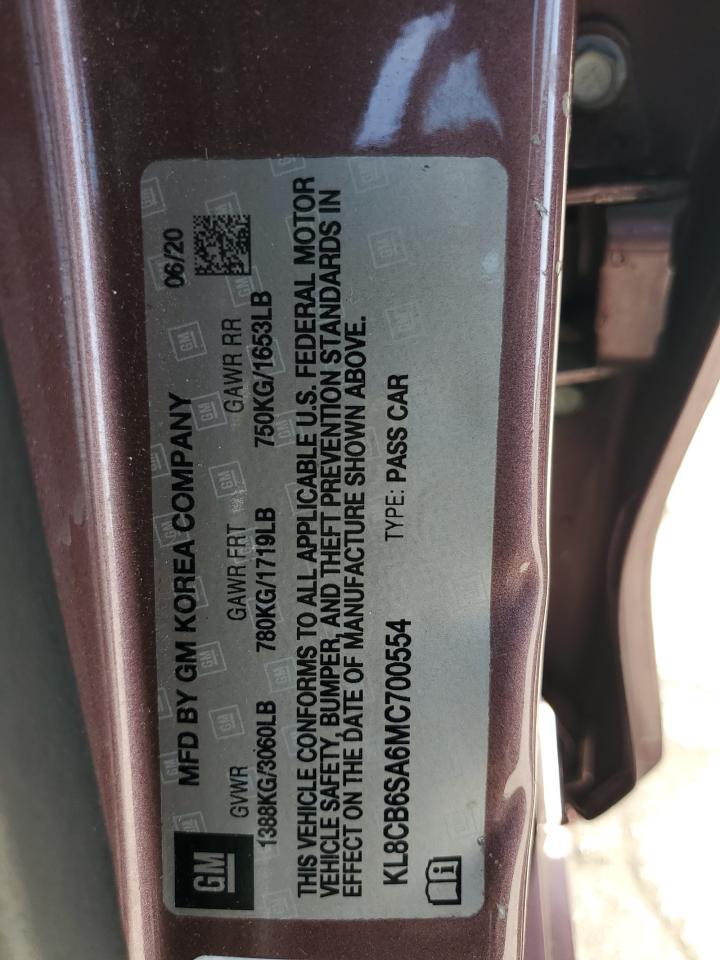 MFD BY GM KOREA COMPANY 06/20
GM
GVWR GAWR FRT GAWR RR
1388KG/3060LB 780KG/1719LB 750KG/1653LB
THIS VEHICLE CONFORMS TO ALL APPLICABLE U.S. FEDERAL MOTOR
VEHICLE SAFETY, BUMPER, AND THEFT PREVENTION STANDARDS IN
EFFECT ON THE DATE OF MANUFACTURE SHOWN ABOVE.
KL8CB6SA6MC700554 TYPE: PASS CAR